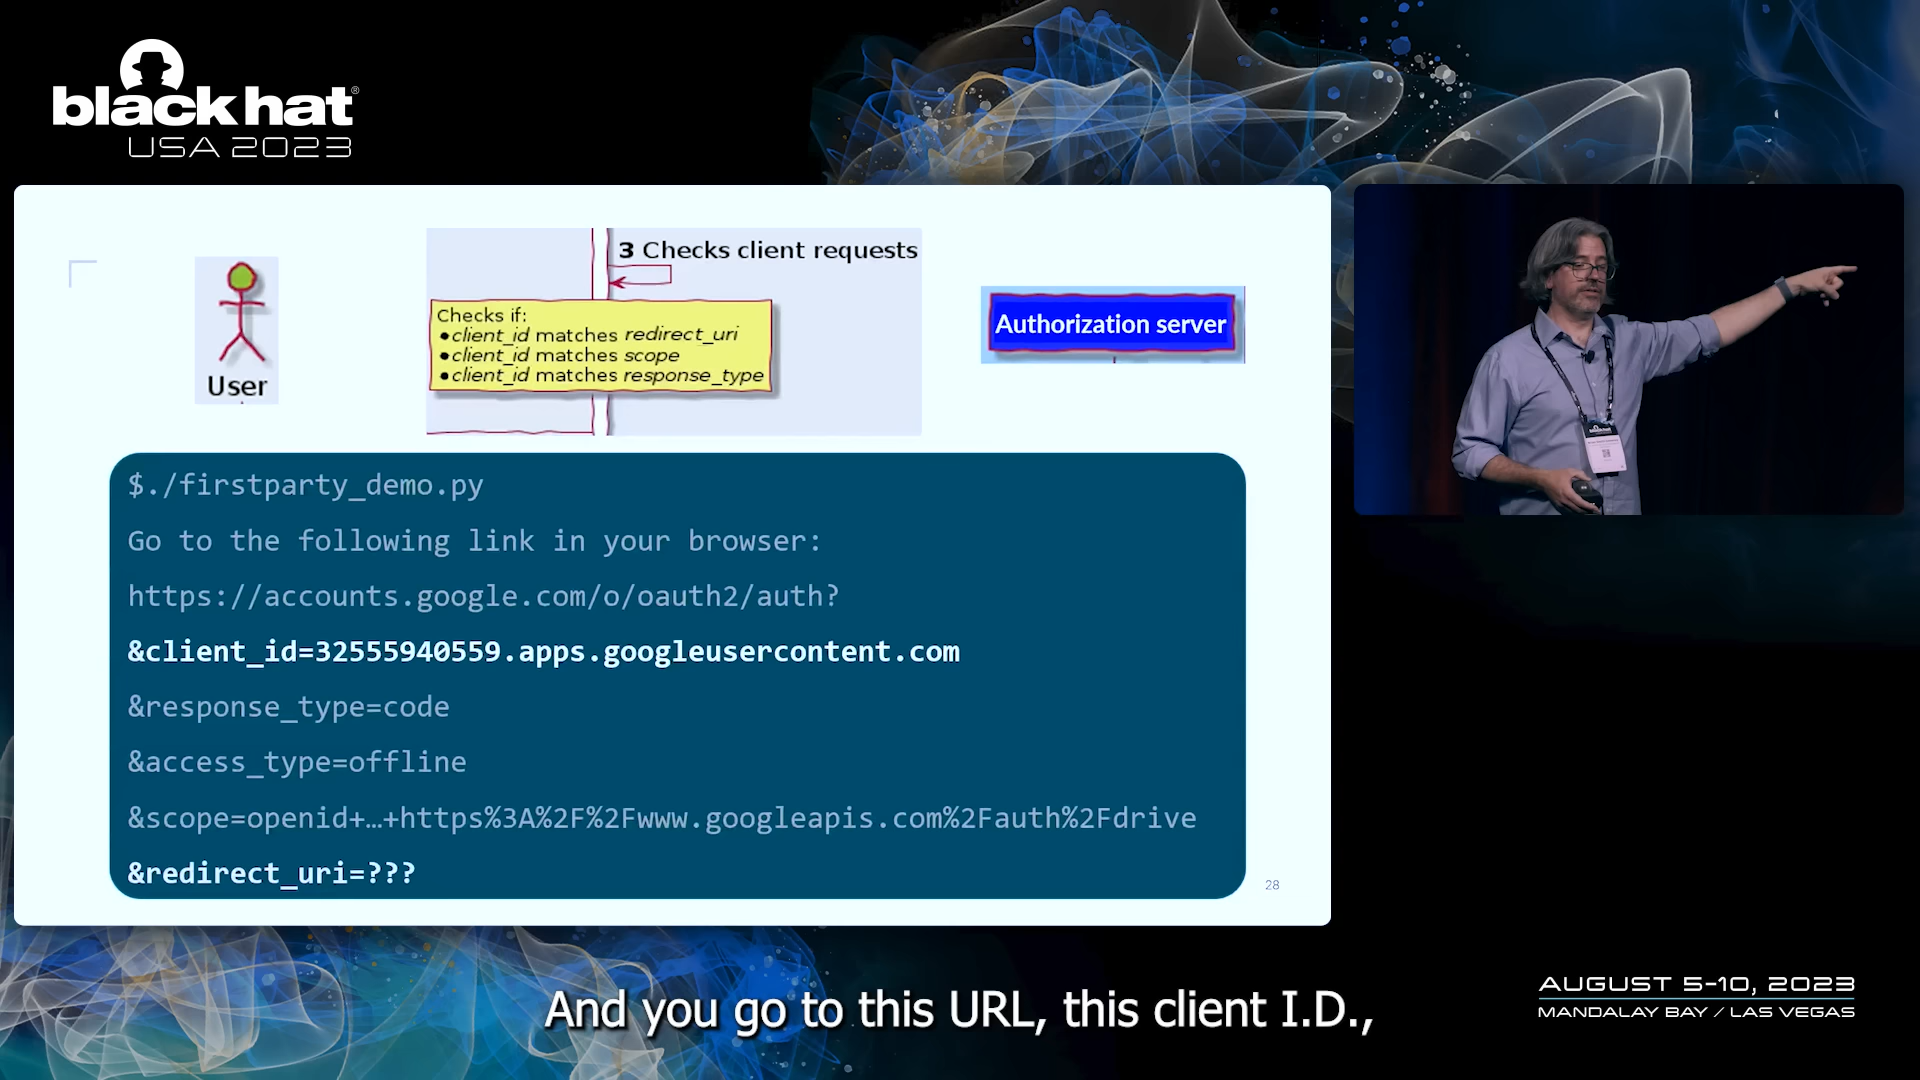 black hat®
USA 2023
3 Checks client requests
Checks if:
•client_id matches redirect_uri
•client_id matches scope
•client_id matches response_type
User
Authorization server
$./firstparty_demo.py
Go to the following link in your browser:
https://accounts.google.com/o/oauth2/auth?
&client_id=32555940559.apps.googleusercontent.com
&response_type=code
&access_type=offline
&scope=openid+…+https%3A%2F%2Fwww.googleapis.com%2Fauth%2Fdrive
&redirect_uri=???
28
And you go to this URL, this client I.D.,
AUGUST 5-10, 2023
MANDALAY BAY / LAS VEGAS